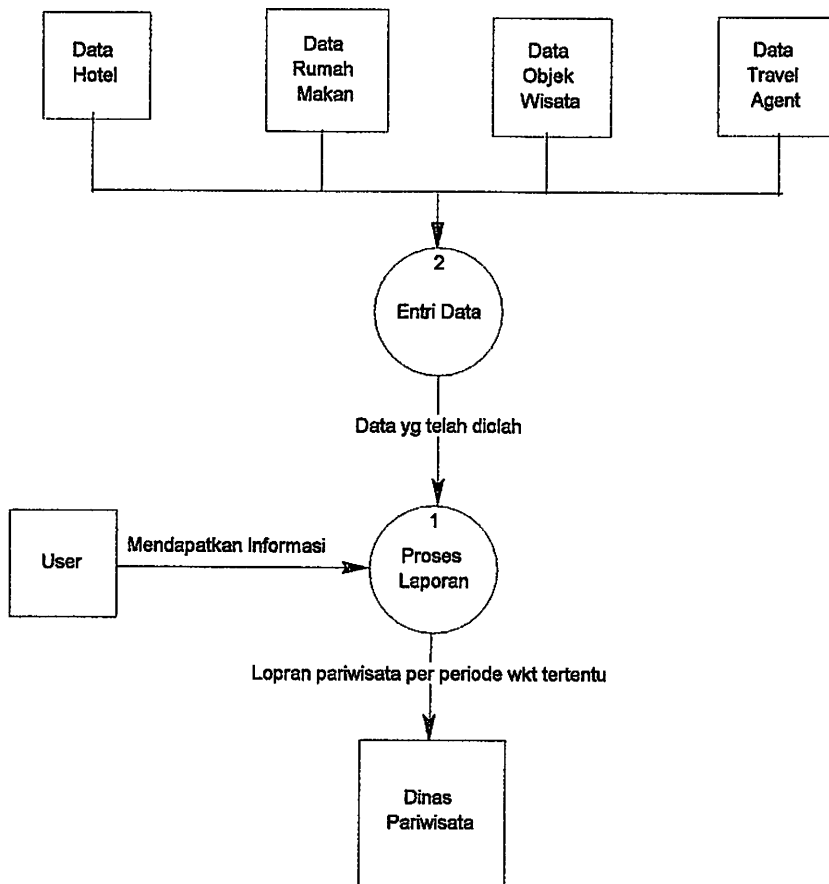 Data
Hotel
Data
Rumah
Makan
Data
Objek
Wisata
Data
Travel
Agent
2
Entri Data
Data yg telah diolah
User
Mendapatkan Informasi
1
Proses
Laporan
Lopran pariwisata per periode wkt tertentu
Dinas
Pariwisata